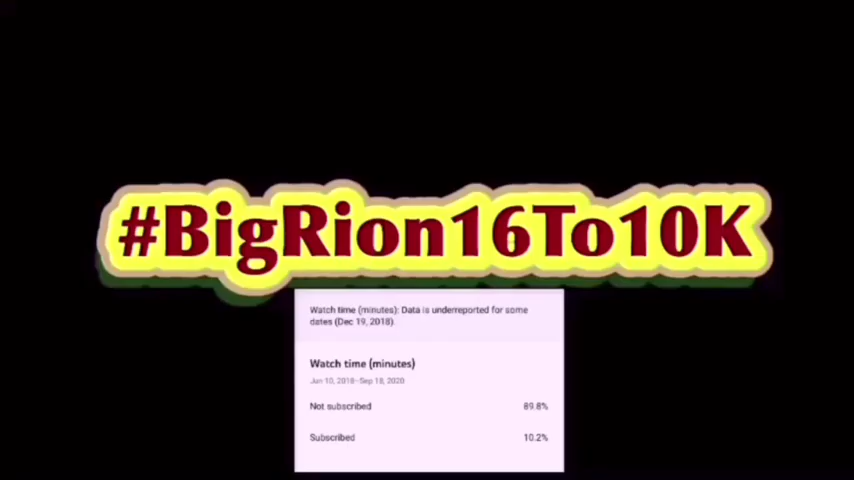 #BigRion16To10K
Watch time (minutes): Data is underreported for some
dates (Dec 19, 2018).
Watch time (minutes)
Jun 10, 2018–Sep 18, 2020
Not subscribed 89.8%
Subscribed 10.2%